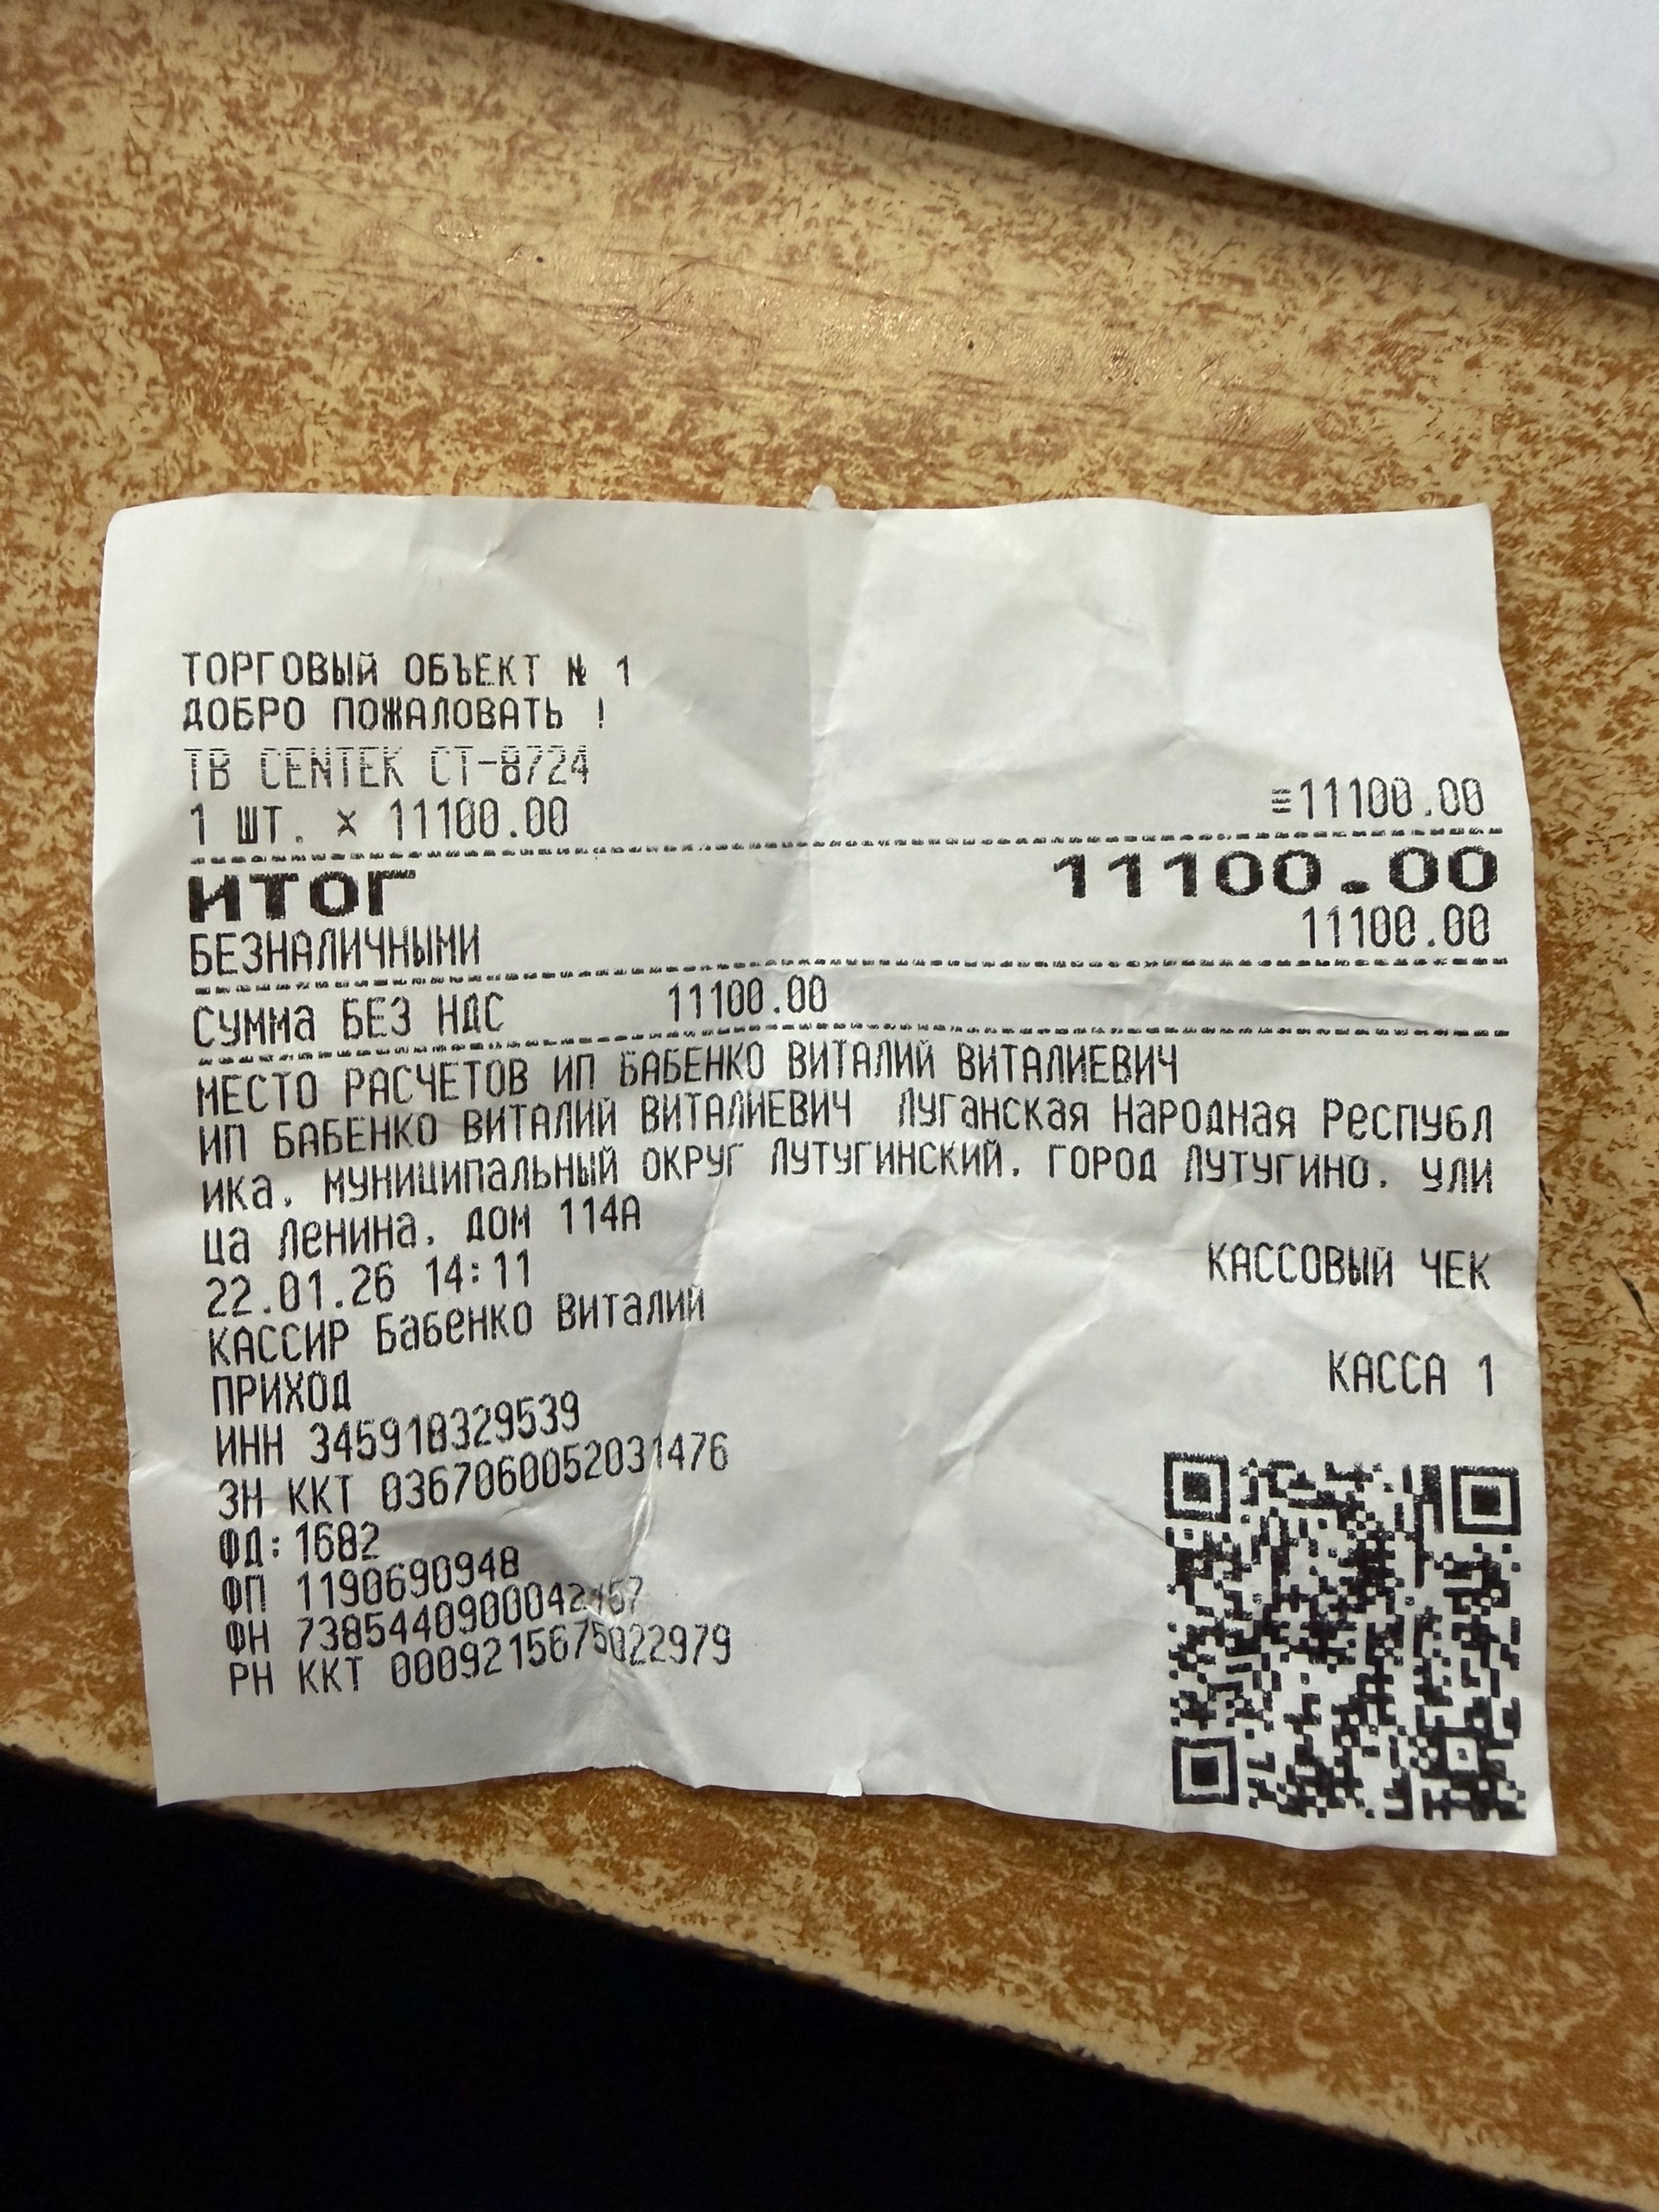 ТОРГОВЫЙ ОБЪЕКТ № 1
ДОБРО ПОЖАЛОВАТЬ !
ТВ CENTEK CT-8724
1 ШТ. x 11100.00 ≡11100.00
ИТОГ 11100.00
БЕЗНАЛИЧНЫМИ 11100.00
СУММА БЕЗ НДС 11100.00
МЕСТО РАСЧЕТОВ ИП БАБЕНКО ВИТАЛИЙ ВИТАЛИЕВИЧ
ИП БАБЕНКО ВИТАЛИЙ ВИТАЛИЕВИЧ Луганская Народная Республ
ика, муниципальный округ Лутугинский, город Лутугино, ули
ца Ленина, дом 114А
22.01.26 14:11 КАССОВЫЙ ЧЕК
КАССИР Бабенко Виталий
ПРИХОД КАССА 1
ИНН 345918329539
ЗН ККТ 0367060052031476
ФД: 1682
ФП 1190690948
ФН
РН ККТ 0009215675022979